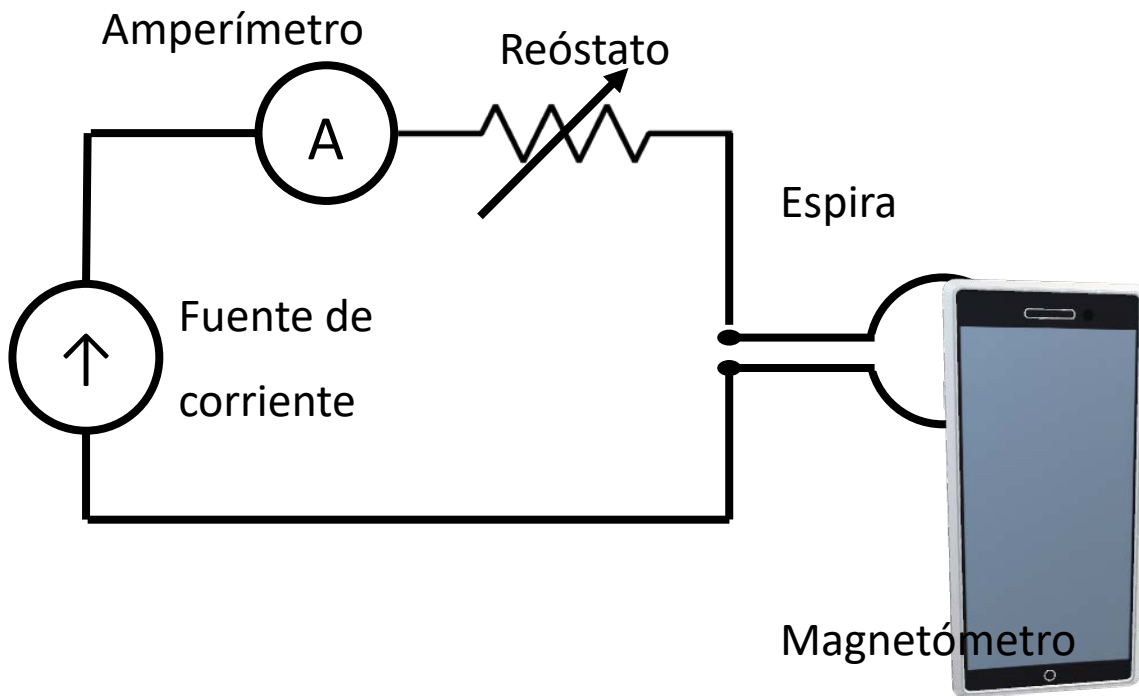 Amperímetro
Reóstato
A
Espira
Fuente de
corriente
Magnetómetro